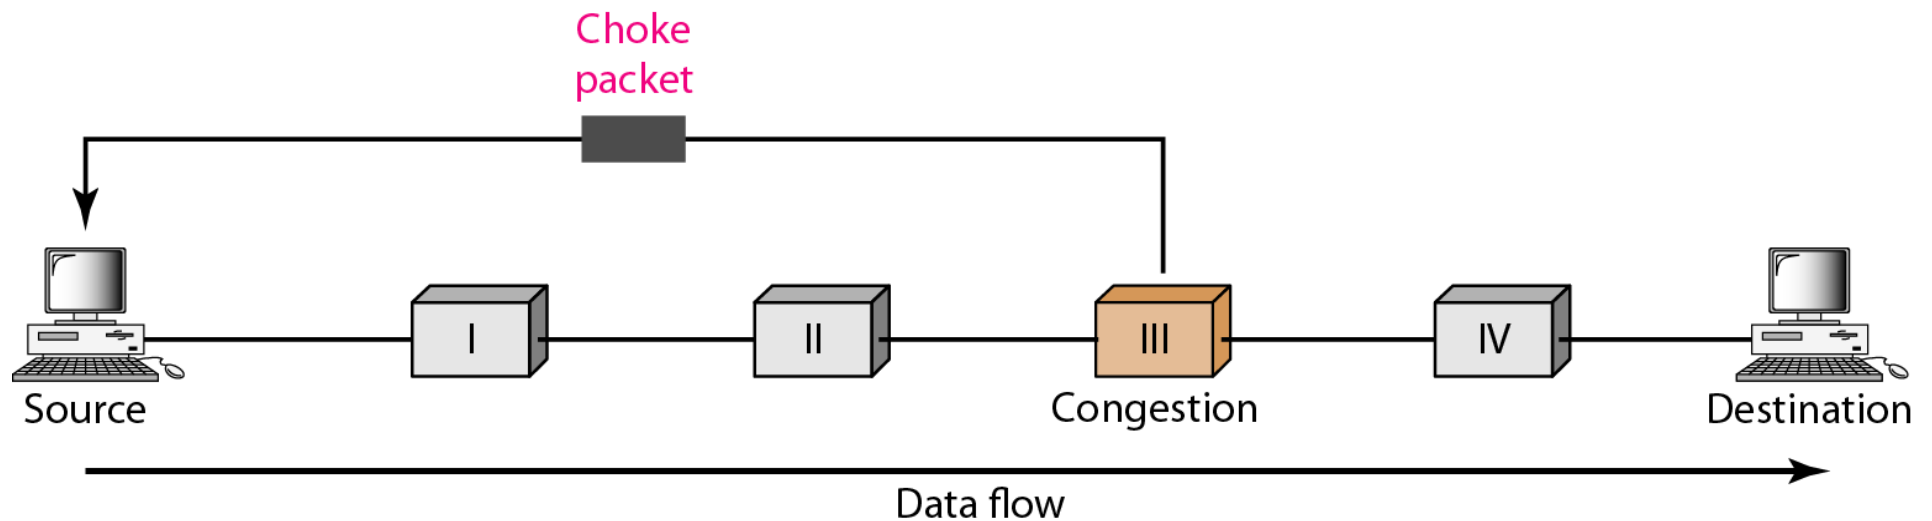 Choke
packet
I
II
III
IV
Source
Congestion
Destination
Data flow